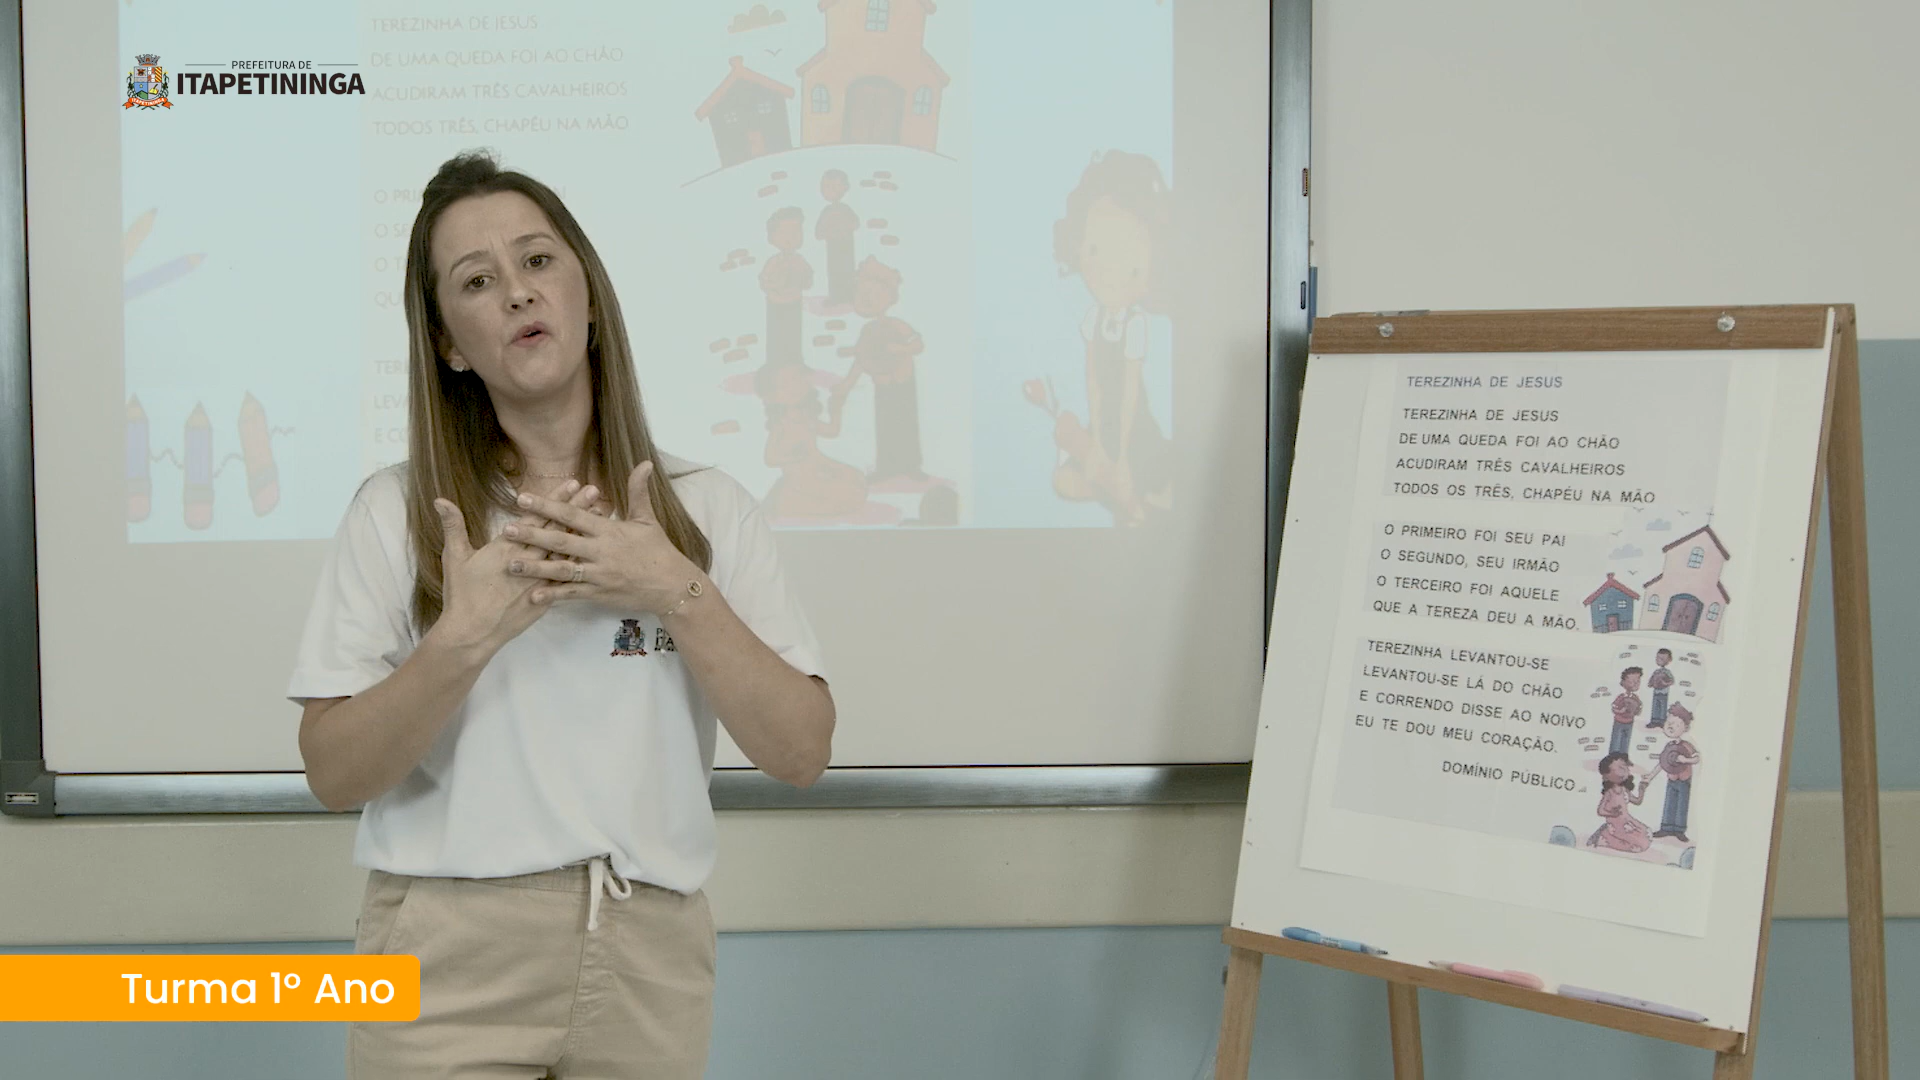 PREFEITURA DE
ITAPETININGA
TEREZINHA DE JESUS
DE UMA QUEDA FOI AO CHÃO
ACUDIRAM TRÊS CAVALHEIROS
TODOS TRÊS, CHAPÉU NA MÃO
TEREZINHA DE JESUS
TEREZINHA DE JESUS
DE UMA QUEDA FOI AO CHÃO
ACUDIRAM TRÊS CAVALHEIROS
TODOS OS TRÊS, CHAPÉU NA MÃO
O PRIMEIRO FOI SEU PAI
O SEGUNDO, SEU IRMÃO
O TERCEIRO FOI AQUELE
QUE A TEREZA DEU A MÃO.
TEREZINHA LEVANTOU-SE
LEVANTOU-SE LÁ DO CHÃO
E CORRENDO DISSE AO NOIVO
EU TE DOU MEU CORAÇÃO.
DOMÍNIO PÚBLICO
Turma 1º Ano